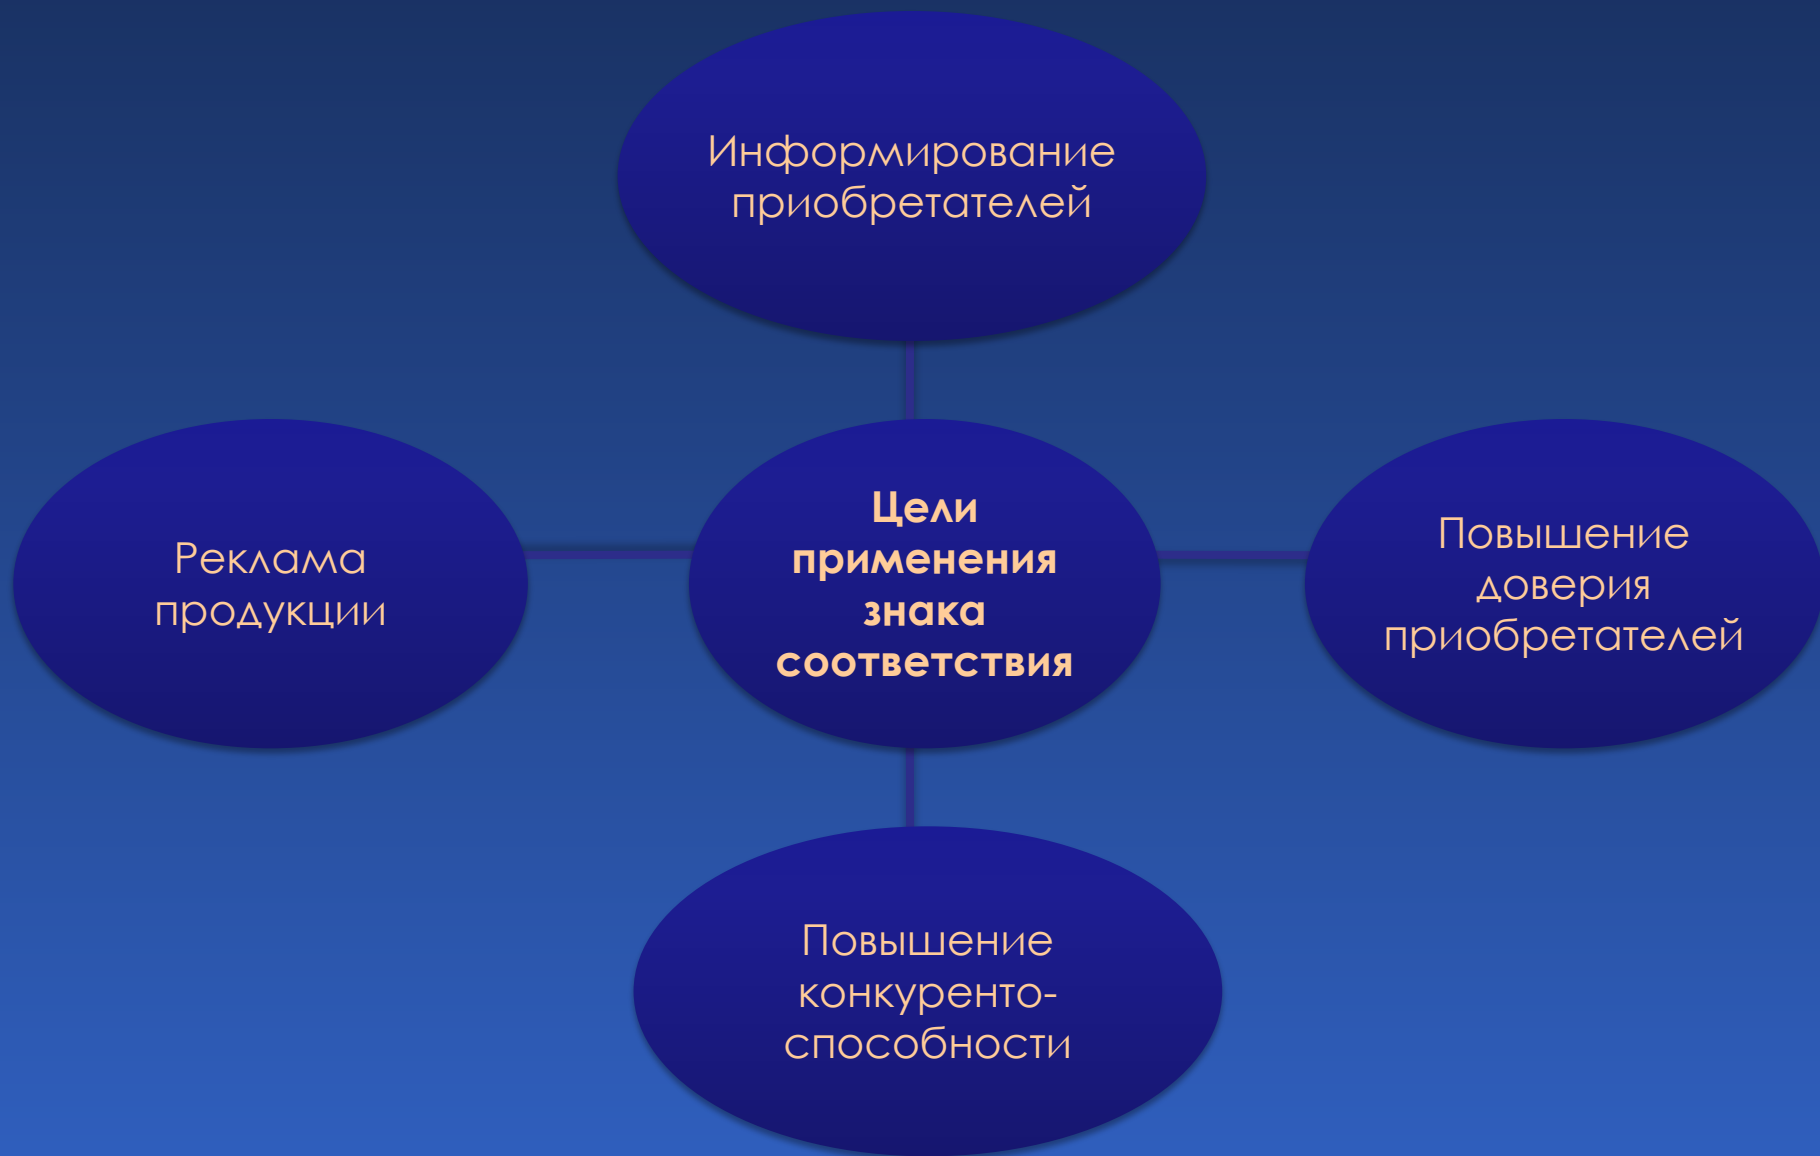 Информирование
приобретателей
Реклама
продукции
Цели
применения
знака
соответствия
Повышение
доверия
приобретателей
Повышение
конкуренто-
способности